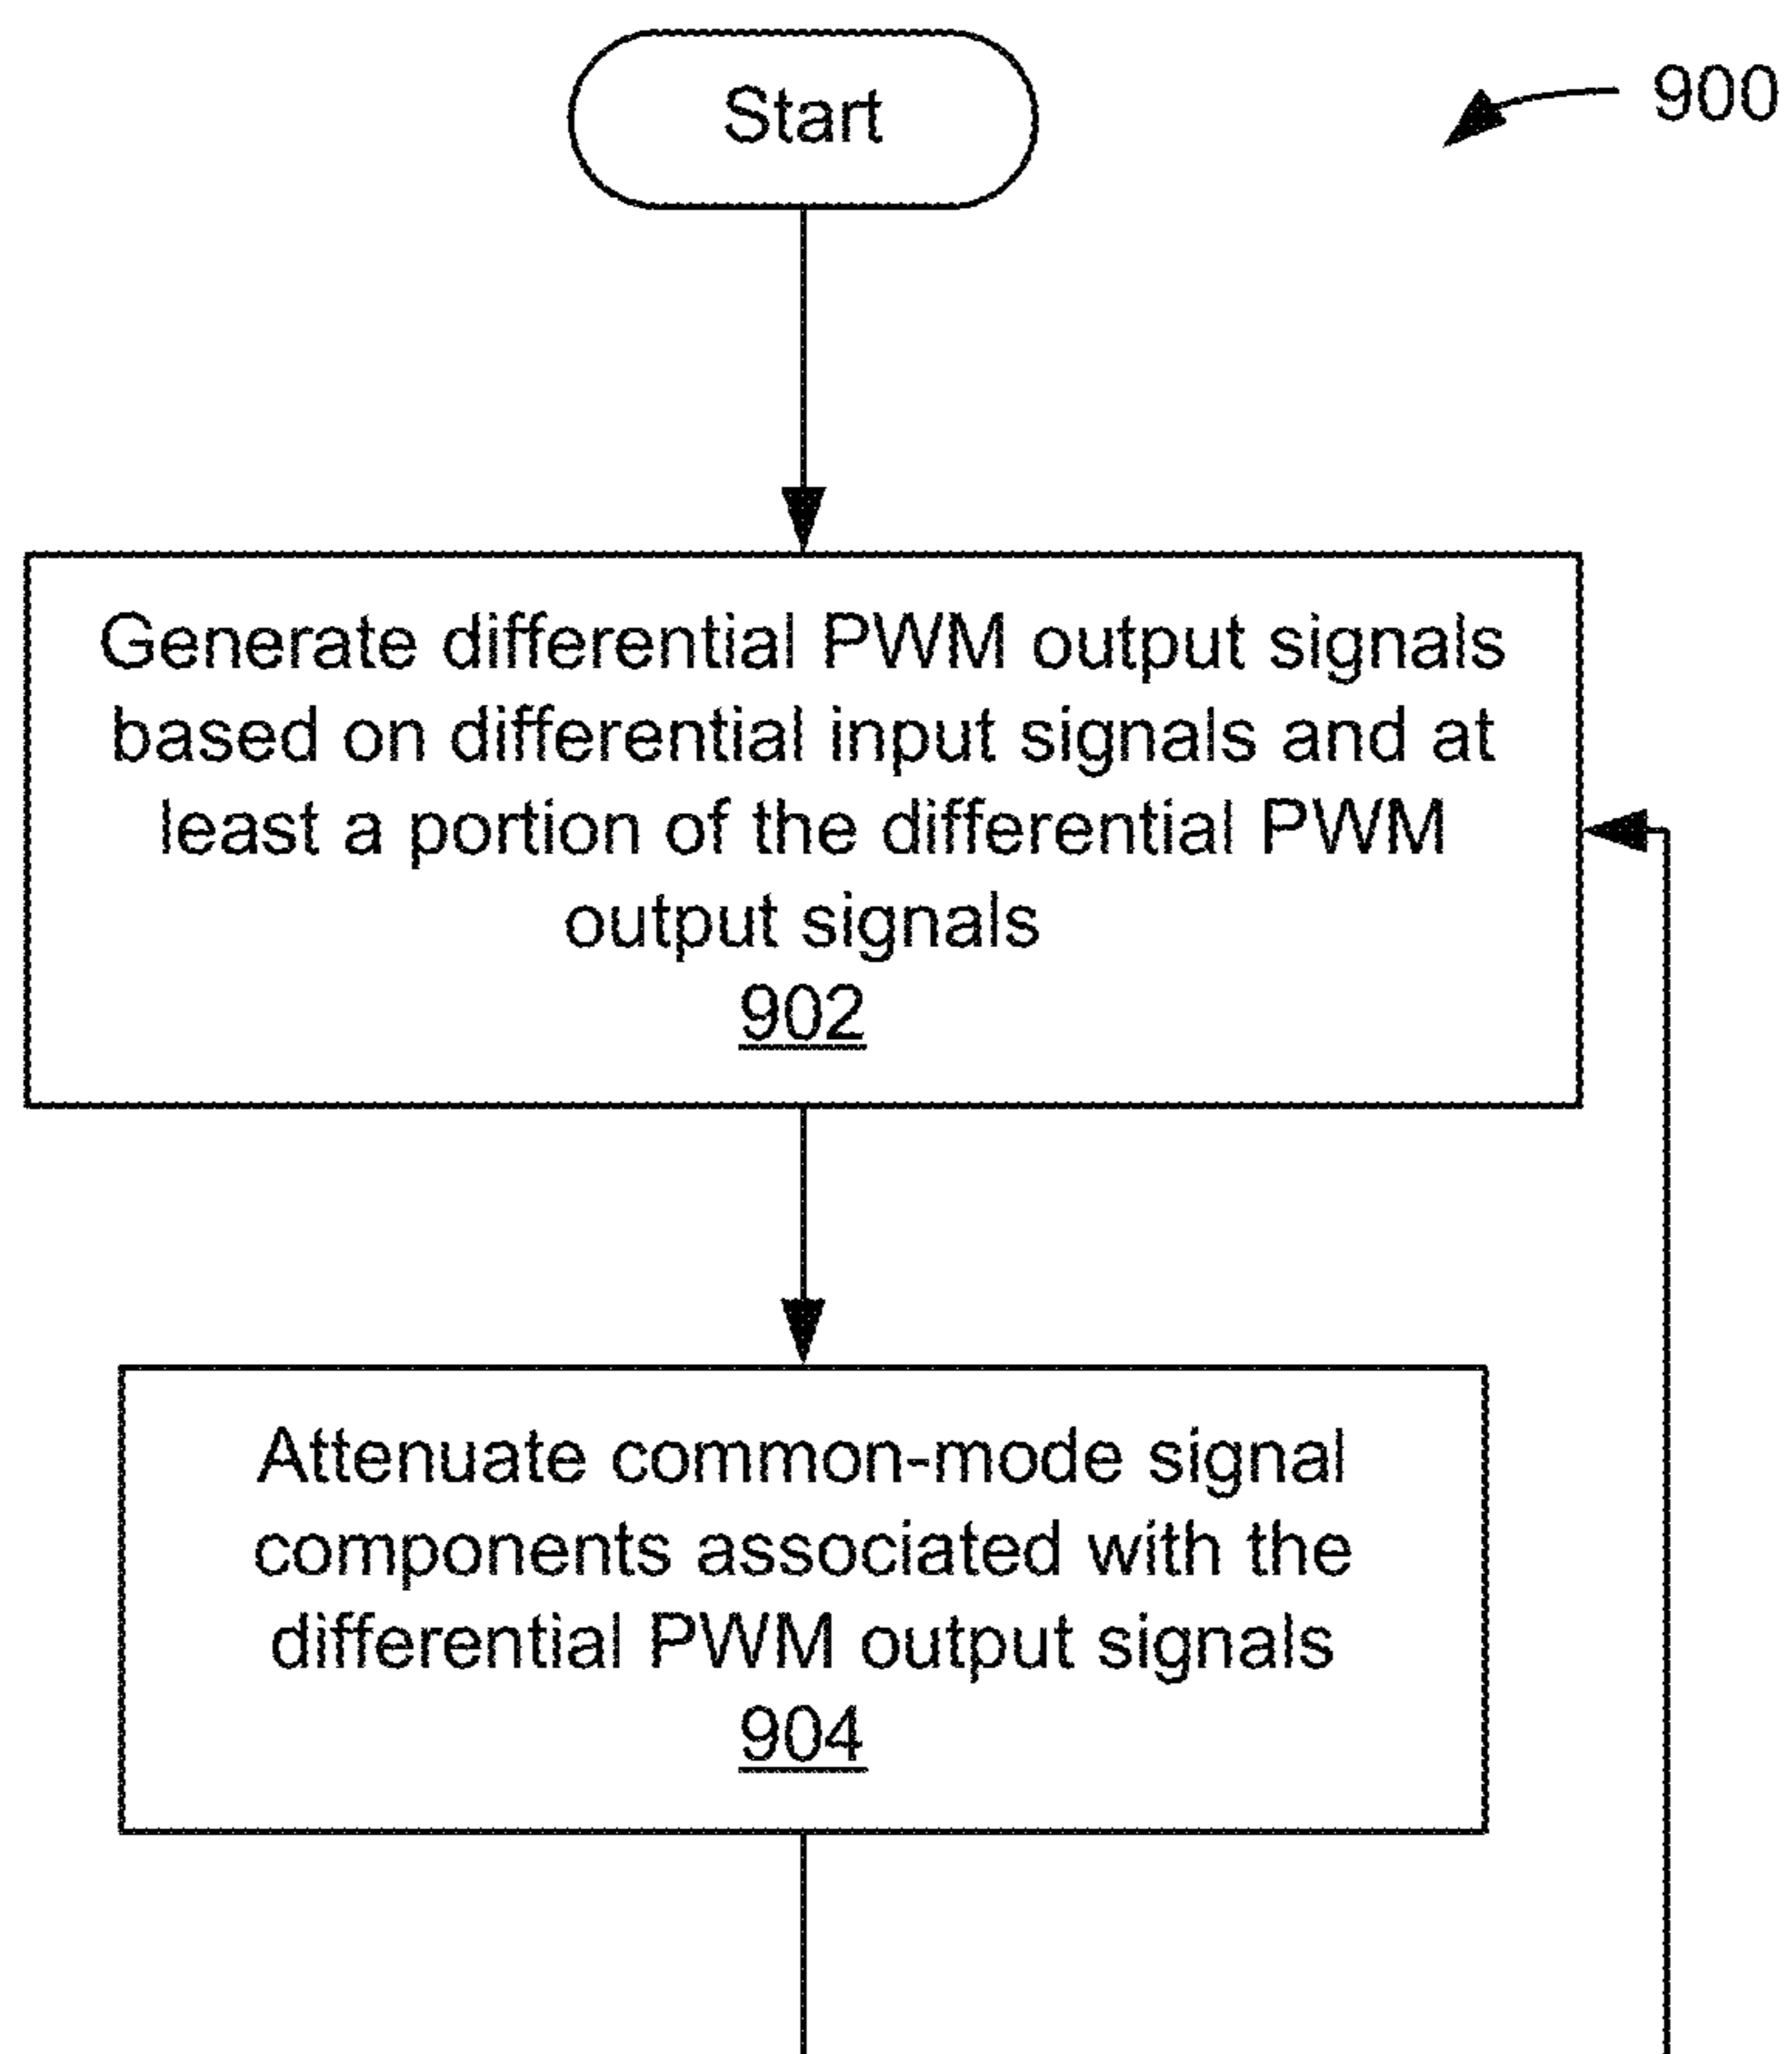 Start
900
Generate differential PWM output signals
based on differential input signals and at
least a portion of the differential PWM
output signals
902
Attenuate common-mode signal
components associated with the
differential PWM output signals
904